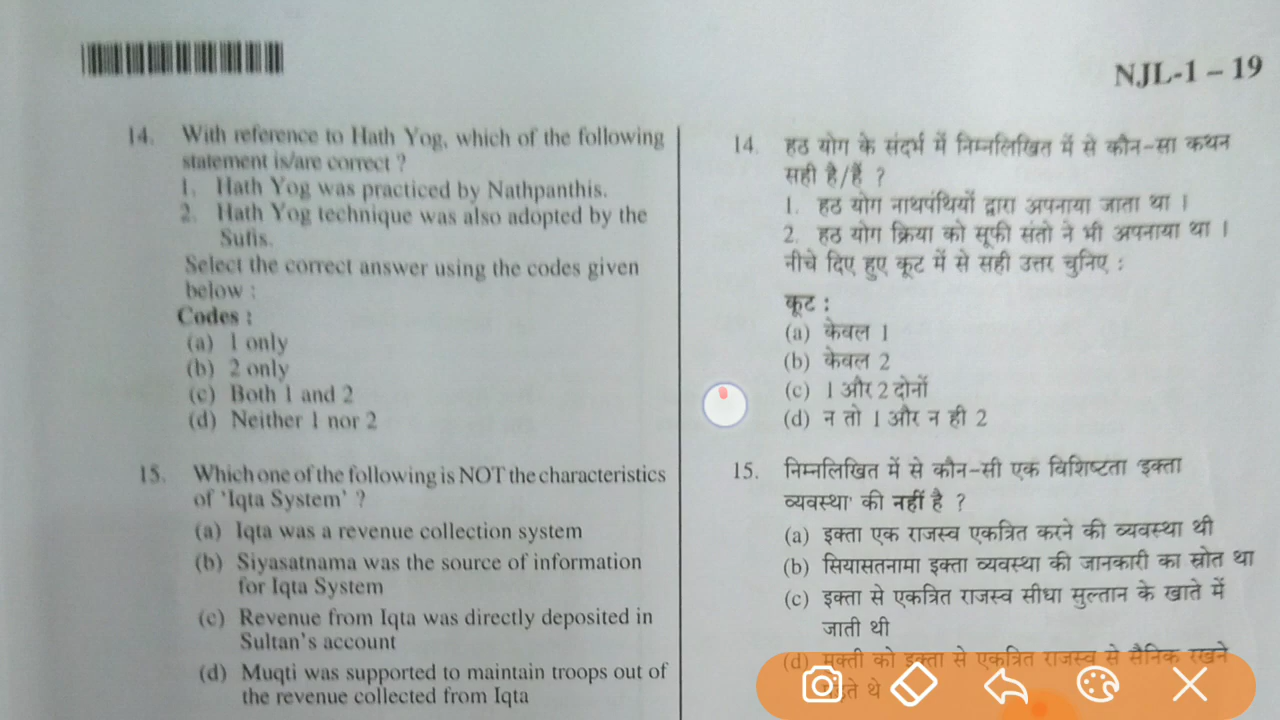 NJL-1 – 19
14. With reference to Hath Yog, which of the following
statement is/are correct ?
1. Hath Yog was practiced by Nathpanthis.
2. Hath Yog technique was also adopted by the
Sufis.
Select the correct answer using the codes given
below :
Codes :
(a) 1 only
(b) 2 only
(c) Both 1 and 2
(d) Neither 1 nor 2
15. Which one of the following is NOT the characteristics
of 'Iqta System' ?
(a) Iqta was a revenue collection system
(b) Siyasatnama was the source of information
for Iqta System
(c) Revenue from Iqta was directly deposited in
Sultan's account
(d) Muqti was supported to maintain troops out of
the revenue collected from Iqta
14. हठ योग के संदर्भ में निम्नलिखित में से कौन-सा कथन
सही है/हैं ?
1. हठ योग नाथपंथियों द्वारा अपनाया जाता था ।
2. हठ योग क्रिया को सूफी संतो ने भी अपनाया था ।
नीचे दिए हुए कूट में से सही उत्तर चुनिए :
कूट :
(a) केवल 1
(b) केवल 2
(c) 1 और 2 दोनों
(d) न तो 1 और न ही 2
15. निम्नलिखित में से कौन-सी एक विशिष्टता 'इक्ता
व्यवस्था' की नहीं है ?
(a) इक्ता एक राजस्व एकत्रित करने की व्यवस्था थी
(b) सियासतनामा इक्ता व्यवस्था की जानकारी का स्रोत था
(c) इक्ता से एकत्रित राजस्व सीधा सुल्तान के खाते में
जाती थी
(d) मुक्ती को इक्ता से एकत्रित राजस्व से सैनिक रखने
पड़ते थे